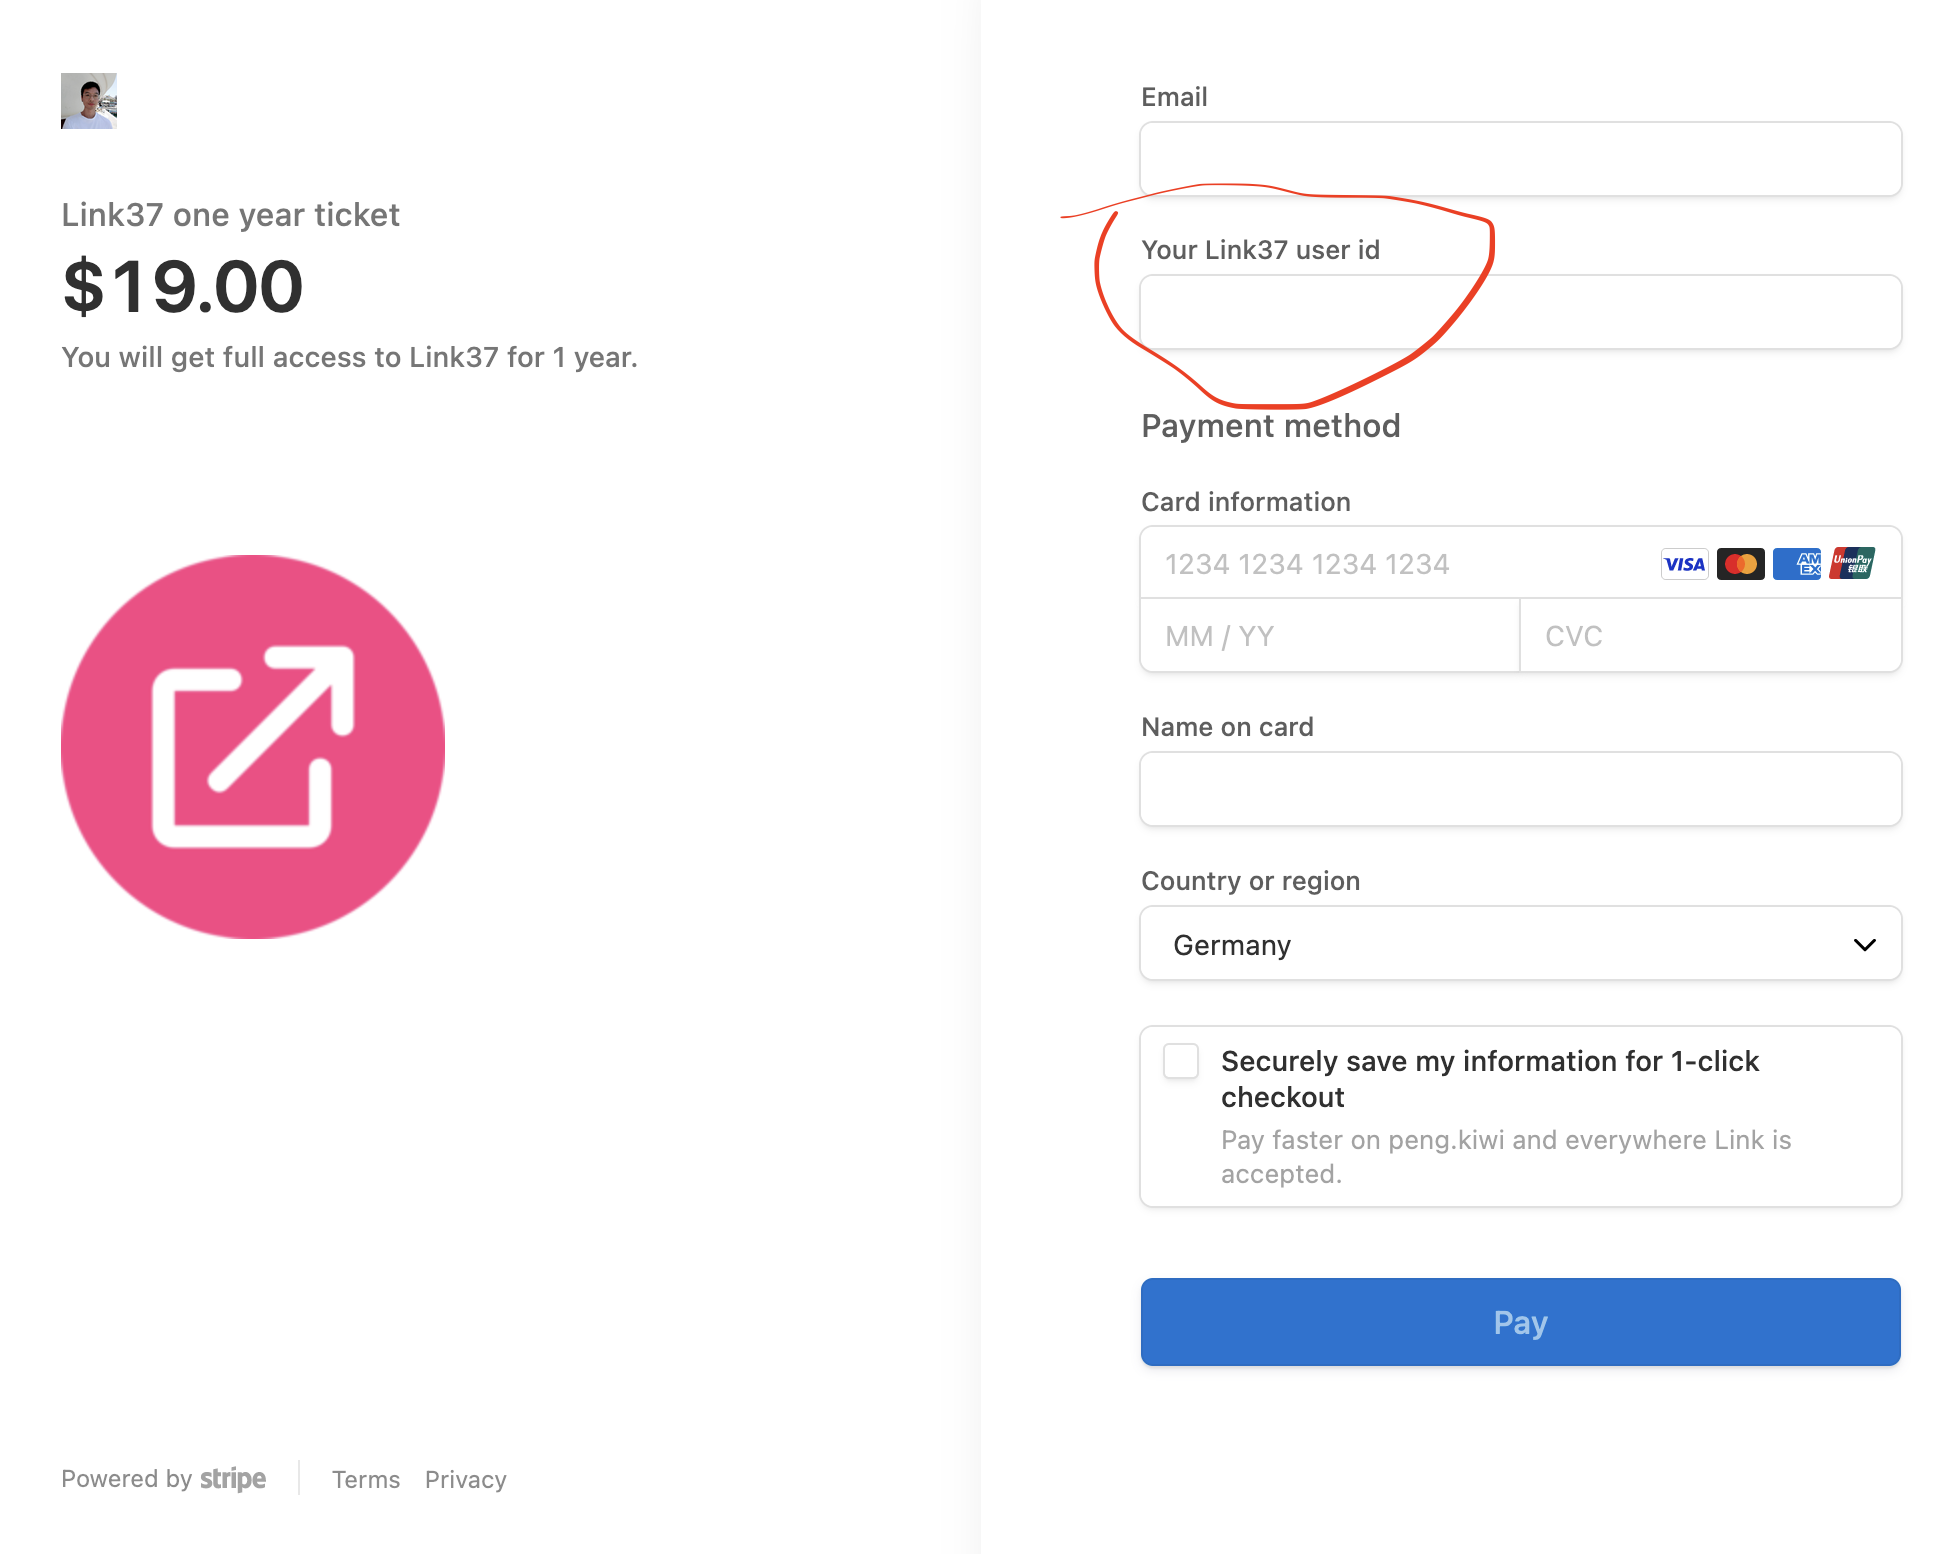 Link37 one year ticket
$19.00
You will get full access to Link37 for 1 year.
Powered by stripe
Terms Privacy
Email
Your Link37 user id
Payment method
Card information
1234 1234 1234 1234
VISA
AM
EX
UnionPay
银联
MM / YY
CVC
Name on card
Country or region
Germany
Securely save my information for 1-click
checkout
Pay faster on peng.kiwi and everywhere Link is
accepted.
Pay